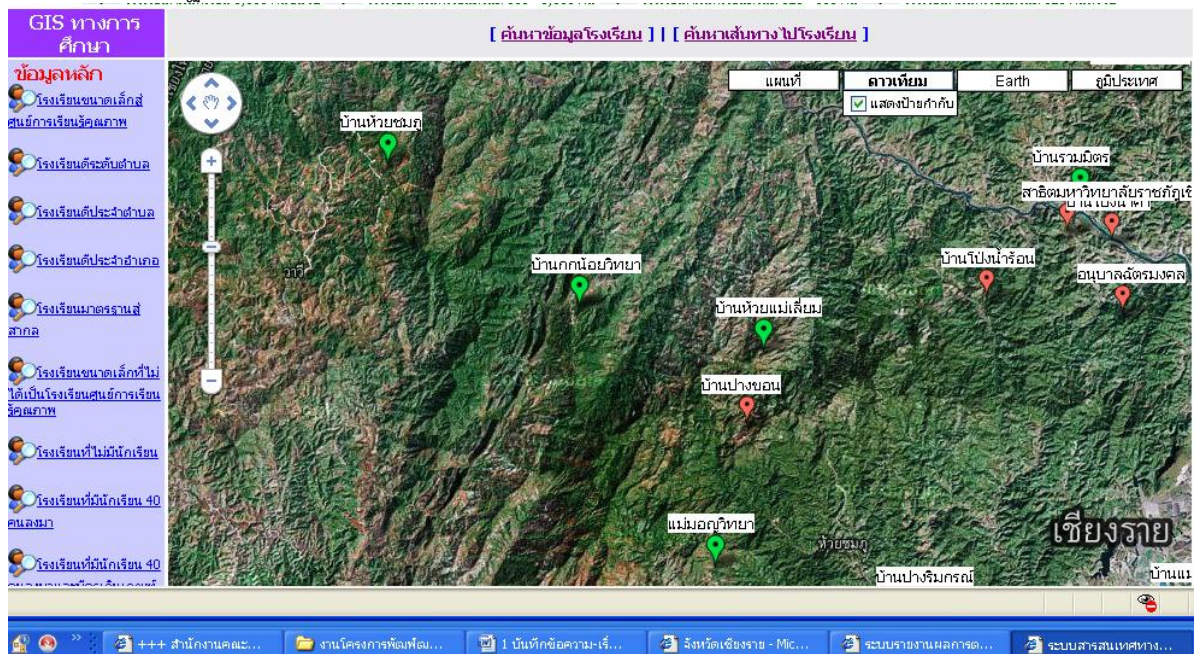 GIS ทางการ
ศึกษา
[ ค้นหาข้อมูลโรงเรียน ] | [ ค้นหาเส้นทางไปโรงเรียน ]
ข้อมูลหลัก
โรงเรียนขนาดเล็กสู่
ศูนย์การเรียนรู้คุณภาพ
โรงเรียนดีระดับตำบล
โรงเรียนดีประจำตำบล
โรงเรียนดีประจำอำเภอ
โรงเรียนมาตรฐานสู่
สากล
โรงเรียนขนาดเล็กที่ไม่
ได้เป็นโรงเรียนศูนย์การเรียน
รู้คุณภาพ
โรงเรียนที่ไม่มีนักเรียน
โรงเรียนที่มีนักเรียน 40
คนลงมา
โรงเรียนที่มีนักเรียน 40
แผนที่
ดาวเทียม
Earth
ภูมิประเทศ
แสดงป้ายกำกับ
บ้านห้วยชมภู
บ้านรวมมิตร
สาธิตมหาวิทยาลัยราชภัฏเชิ
วาวี
บ้านกกน้อยวิทยา
บ้านโป่งน้ำร้อน
อนุบาลฉัตรมงคล
บ้านห้วยแม่เลี่ยม
บ้านปางขอน
แม่มอญวิทยา
ห้วยชมภู
เชียงราย
บ้านปางริมกรณ์
บ้านแม
+++ สำนักงานคณะ...
งานโครงการพัฒพัฒ...
1 บันทึกข้อความ-เรื่...
จังหวัดเชียงราย - Mic...
ระบบรายงานผลการด...
ระบบสารสนเทศทาง...